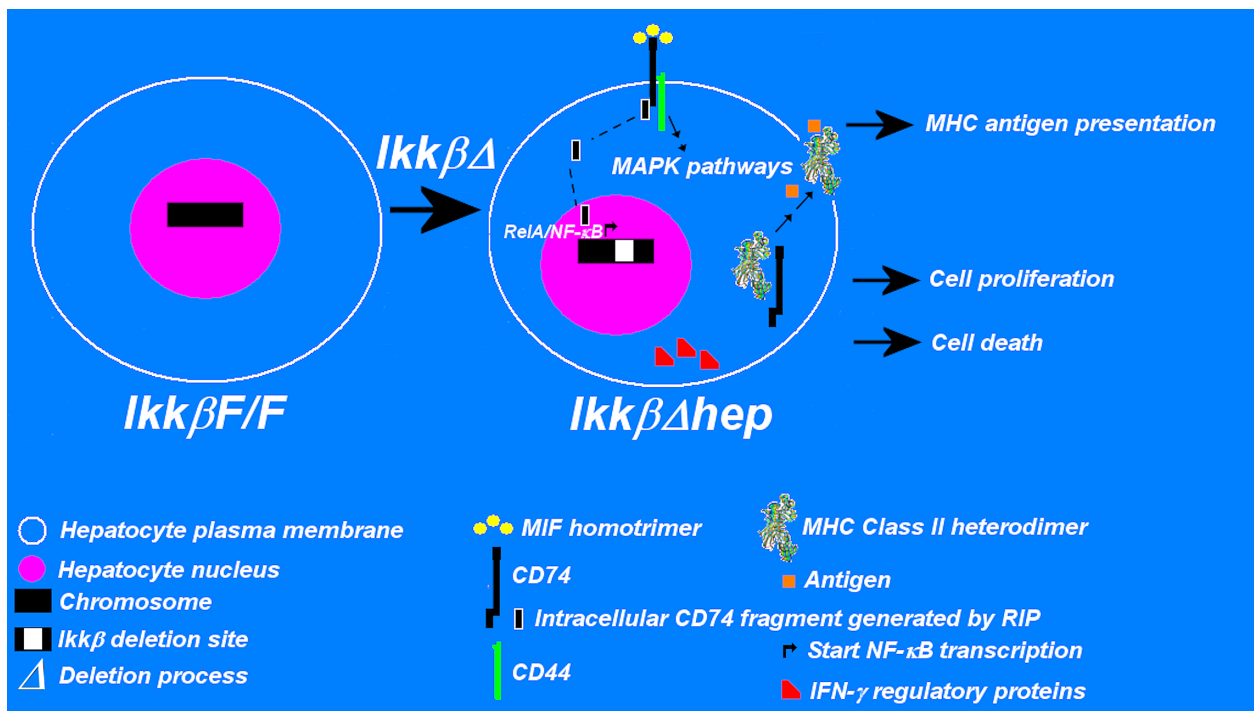 IkkβΔ
MHC antigen presentation
MAPK pathways
RelA/NF-κB
Cell proliferation
Cell death
IkkβF/F
IkkβΔhep
Hepatocyte plasma membrane
Hepatocyte nucleus
Chromosome
Ikkβ deletion site
Deletion process
MIF homotrimer
CD74
Intracellular CD74 fragment generated by RIP
CD44
MHC Class II heterodimer
Antigen
Start NF-κB transcription
IFN-γ regulatory proteins